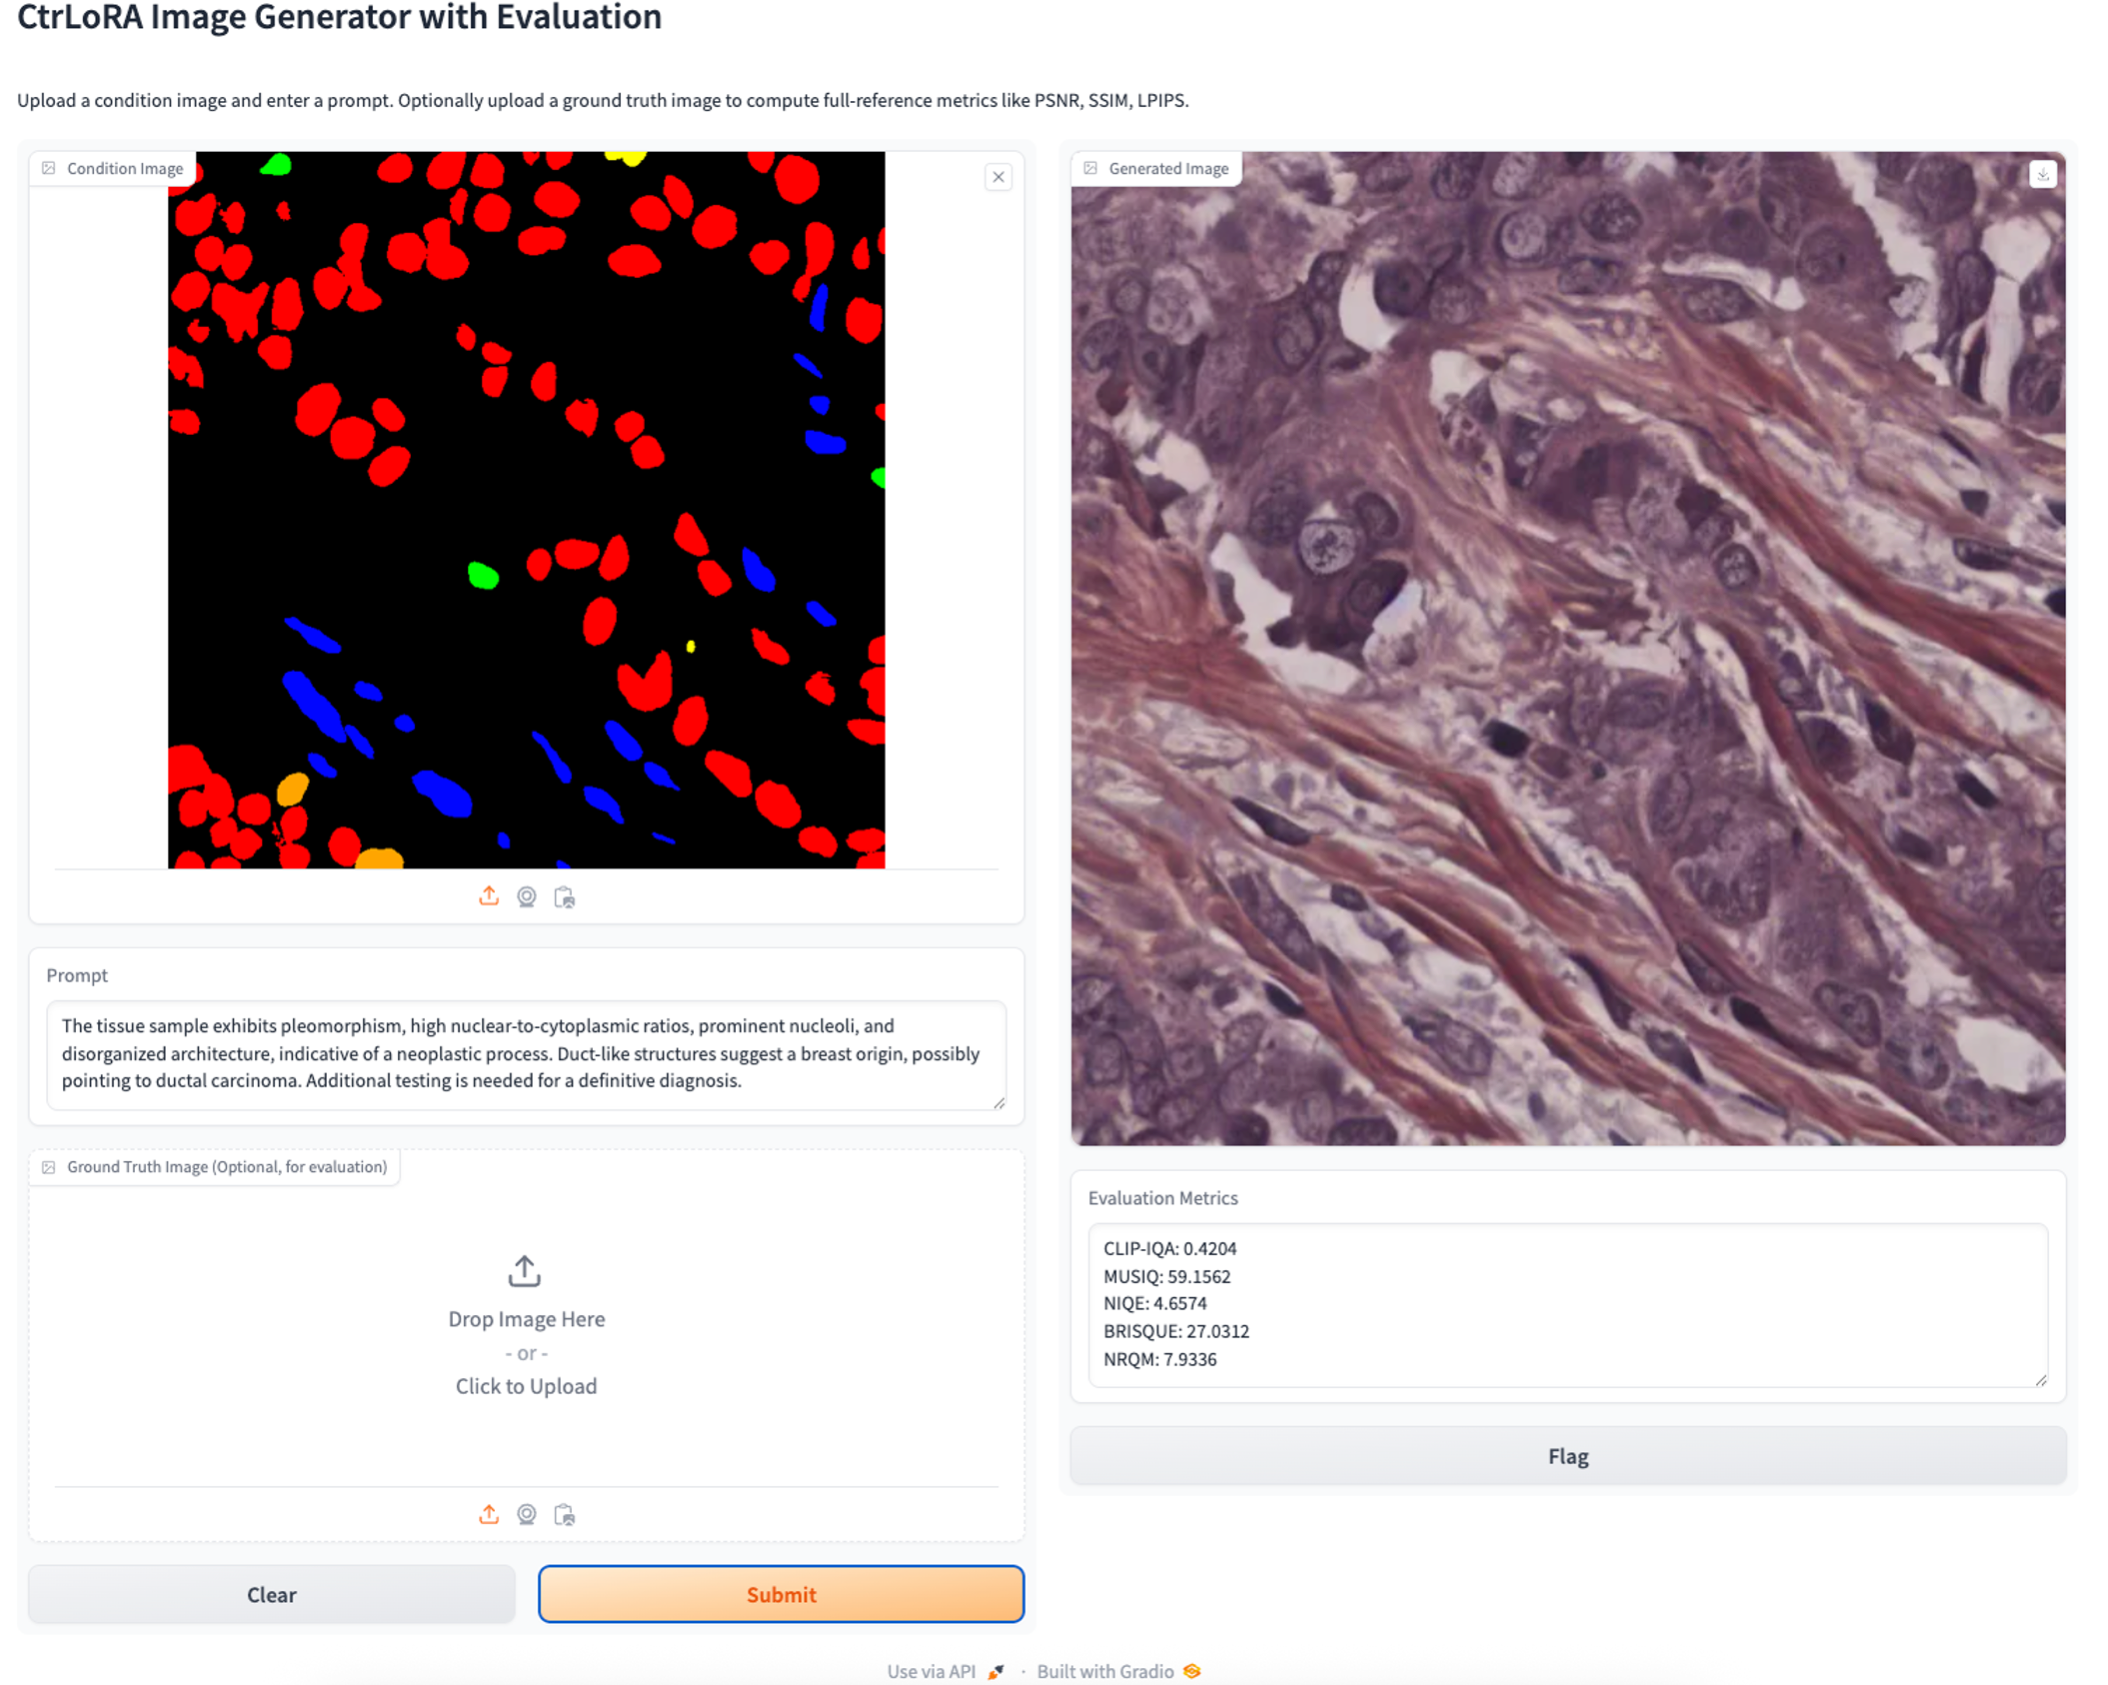 CtrLoRA Image Generator with Evaluation
Upload a condition image and enter a prompt. Optionally upload a ground truth image to compute full-reference metrics like PSNR, SSIM, LPIPS.
Condition Image
Prompt
The tissue sample exhibits pleomorphism, high nuclear-to-cytoplasmic ratios, prominent nucleoli, and
disorganized architecture, indicative of a neoplastic process. Duct-like structures suggest a breast origin, possibly
pointing to ductal carcinoma. Additional testing is needed for a definitive diagnosis.
Ground Truth Image (Optional, for evaluation)
Drop Image Here
- or -
Click to Upload
Clear
Submit
Generated Image
Evaluation Metrics
CLIP-IQA: 0.4204
MUSIQ: 59.1562
NIQE: 4.6574
BRISQUE: 27.0312
NRQM: 7.9336
Flag
Use via API · Built with Gradio